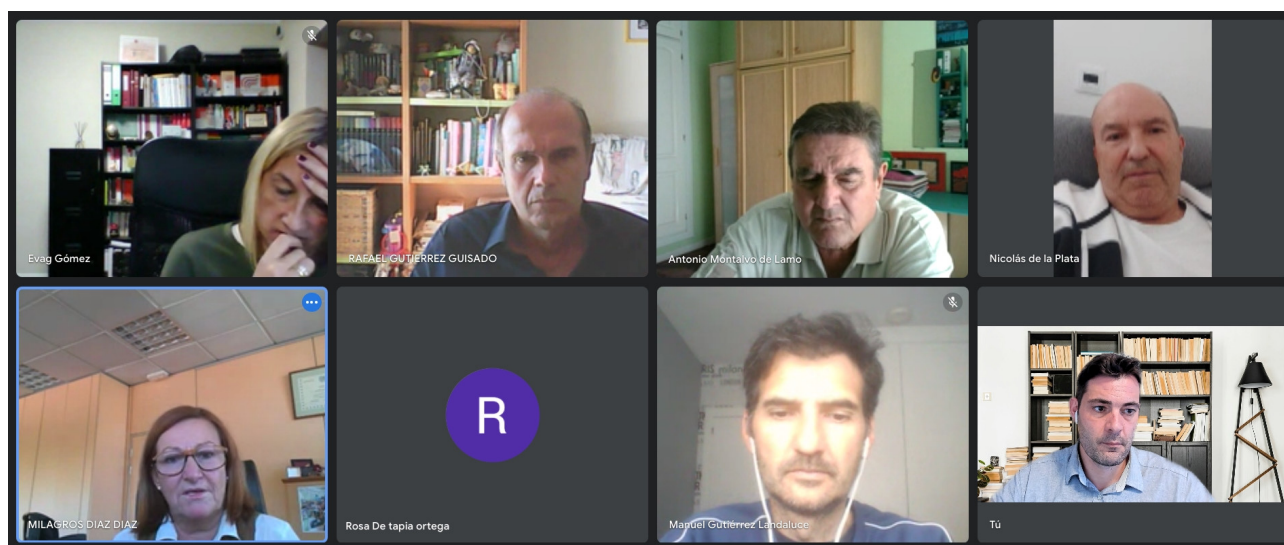 Evag Gómez
RAFAEL GUTIERREZ GUISADO
Antonio Montalvo de Lamo
Nicolás de la Plata
MILAGROS DIAZ DIAZ
R
Rosa De tapia ortega
Manuel Gutiérrez Landaluce
Tú